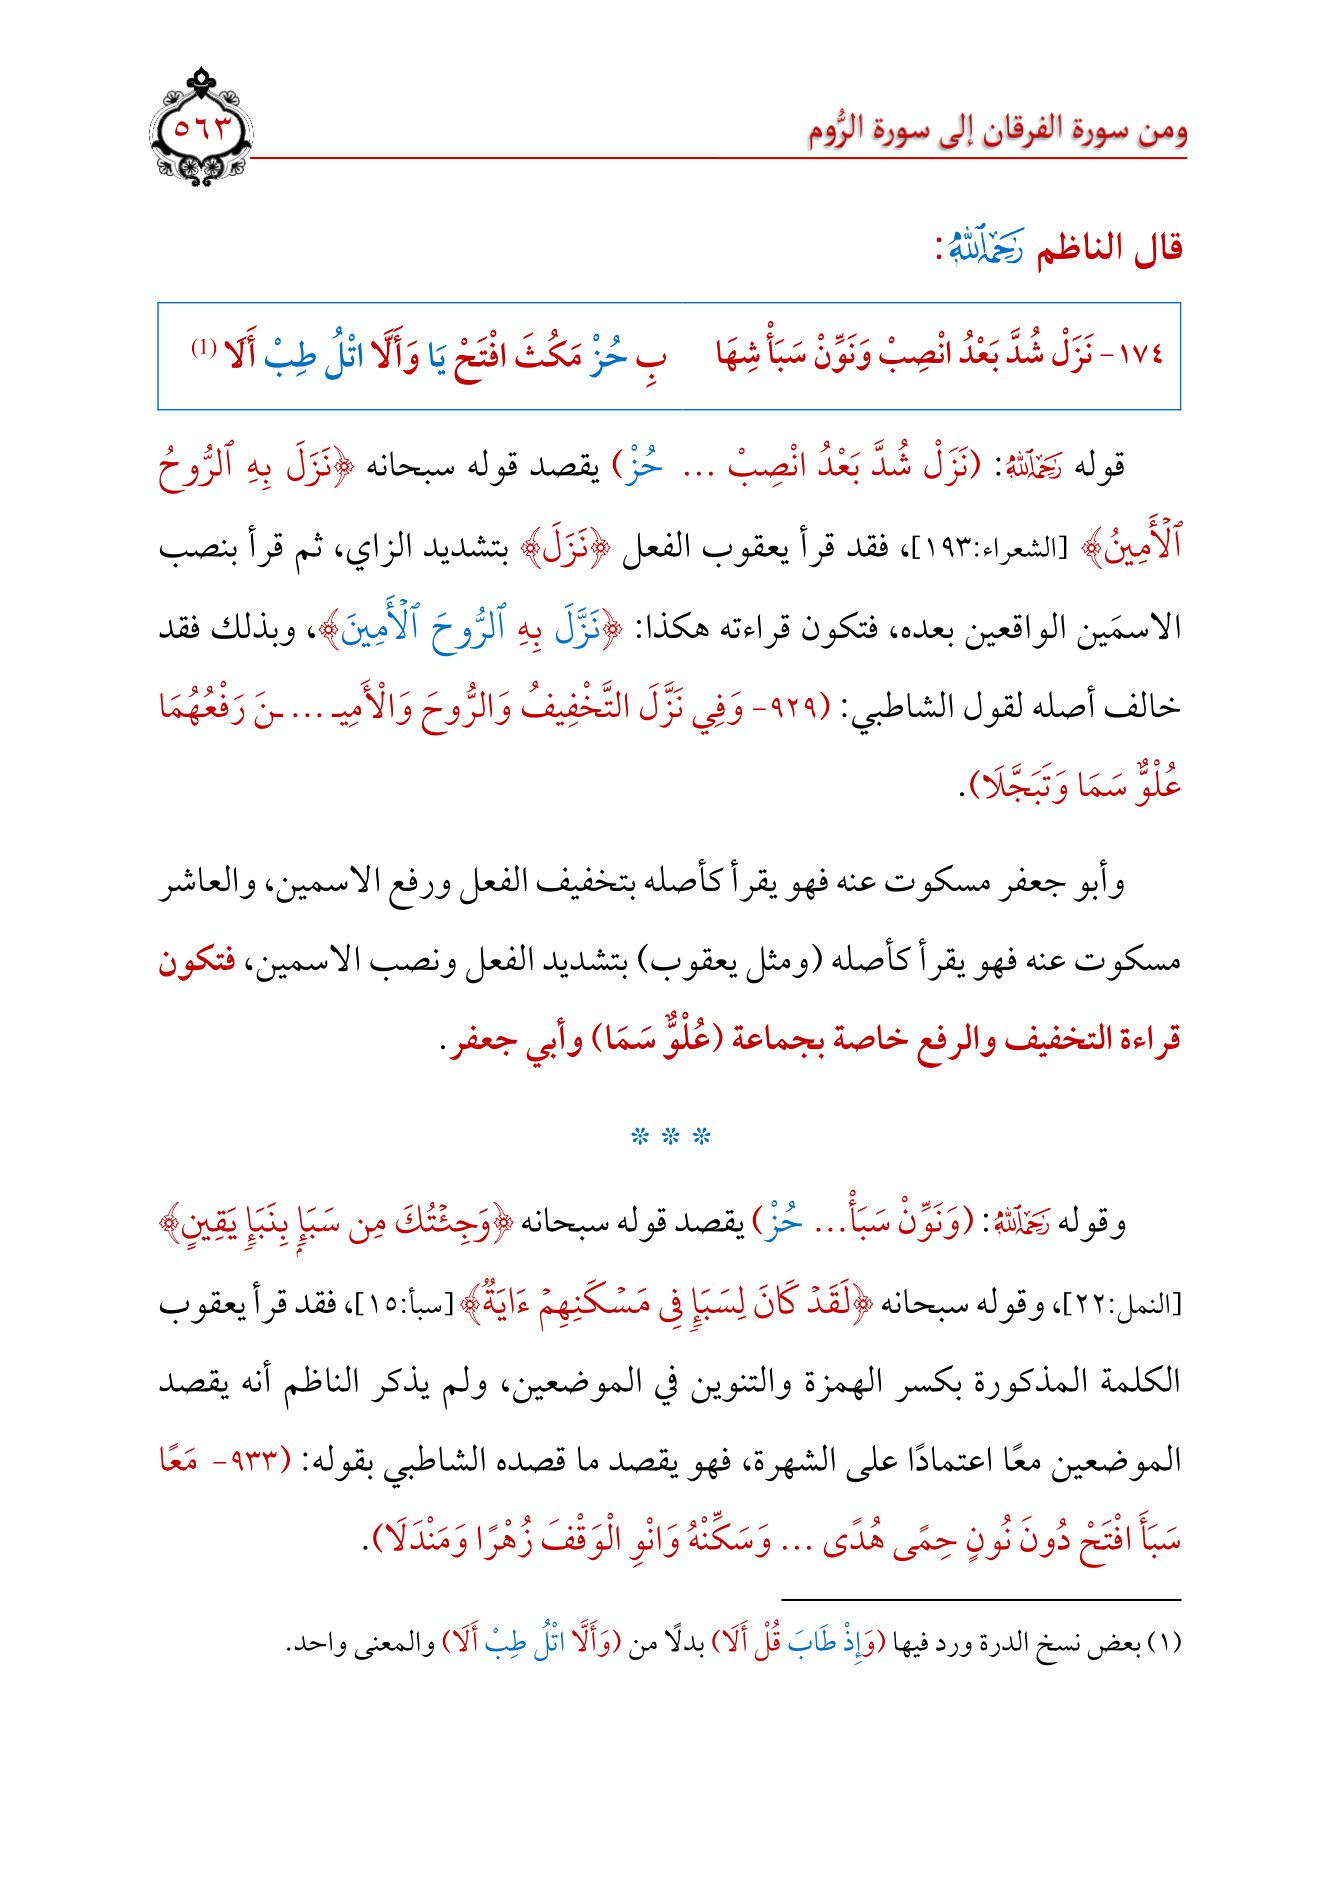 ومن سورة الفرقان إلى سورة الرُّوم
٥٦٣
قال الناظم رَحِمَهُ ٱللَّهُ:
١٧٤- نَزَلْ شُدَّ بَعْدُ انْصِبْ وَنَوِّنْ سَبَأْ شِهَا بِ حُزْ مَكُثَ افْتَحْ يَا وَأَلَّا اتْلُ طِبْ أَلَا (1)
قوله رَحِمَهُ ٱللَّهُ: (نَزَلْ شُدَّ بَعْدُ انْصِبْ ... حُزْ) يقصد قوله سبحانه ﴿نَزَلَ بِهِ ٱلرُّوحُ
ٱلْأَمِينُ﴾ [الشعراء:١٩٣]، فقد قرأ يعقوب الفعل ﴿نَزَلَ﴾ بتشديد الزاي، ثم قرأ بنصب
الاسمَين الواقعين بعده، فتكون قراءته هكذا: ﴿نَزَّلَ بِهِ ٱلرُّوحَ ٱلْأَمِينَ﴾، وبذلك فقد
خالف أصله لقول الشاطبي: (٩٢٩- وَفِي نَزَّلَ التَّخْفِيفُ وَالرُّوحَ وَالْأَمِيـ ... ـنَ رَفْعُهُمَا
عُلْوٌّ سَمَا وَتَبَجَّلَا).
وأبو جعفر مسكوت عنه فهو يقرأ كأصله بتخفيف الفعل ورفع الاسمين، والعاشر
مسكوت عنه فهو يقرأ كأصله (ومثل يعقوب) بتشديد الفعل ونصب الاسمين، فتكون
قراءة التخفيف والرفع خاصة بجماعة (عُلْوٌّ سَمَا) وأبي جعفر.
* * *
وقوله رَحِمَهُ ٱللَّهُ: (وَنَوِّنْ سَبَأْ... حُزْ) يقصد قوله سبحانه ﴿وَجِئْتُكَ مِن سَبَإٍ بِنَبَإٍ يَقِينٍ﴾
[النمل:٢٢]، وقوله سبحانه ﴿لَقَدْ كَانَ لِسَبَإٍ فِى مَسْكَنِهِمْ ءَايَةٌ﴾ [سبأ:١٥]، فقد قرأ يعقوب
الكلمة المذكورة بكسر الهمزة والتنوين في الموضعين، ولم يذكر الناظم أنه يقصد
الموضعين معًا اعتمادًا على الشهرة، فهو يقصد ما قصده الشاطبي بقوله: (٩٣٣- مَعًا
سَبَأَ افْتَحْ دُونَ نُونٍ حِمًى هُدًى ... وَسَكِّنْهُ وَانْوِ الْوَقْفَ زُهْرًا وَمَنْدَلَا).
(١) بعض نسخ الدرة ورد فيها (وَإِذْ طَابَ قُلْ أَلَا) بدلًا من (وَأَلَّا اتْلُ طِبْ أَلَا) والمعنى واحد.